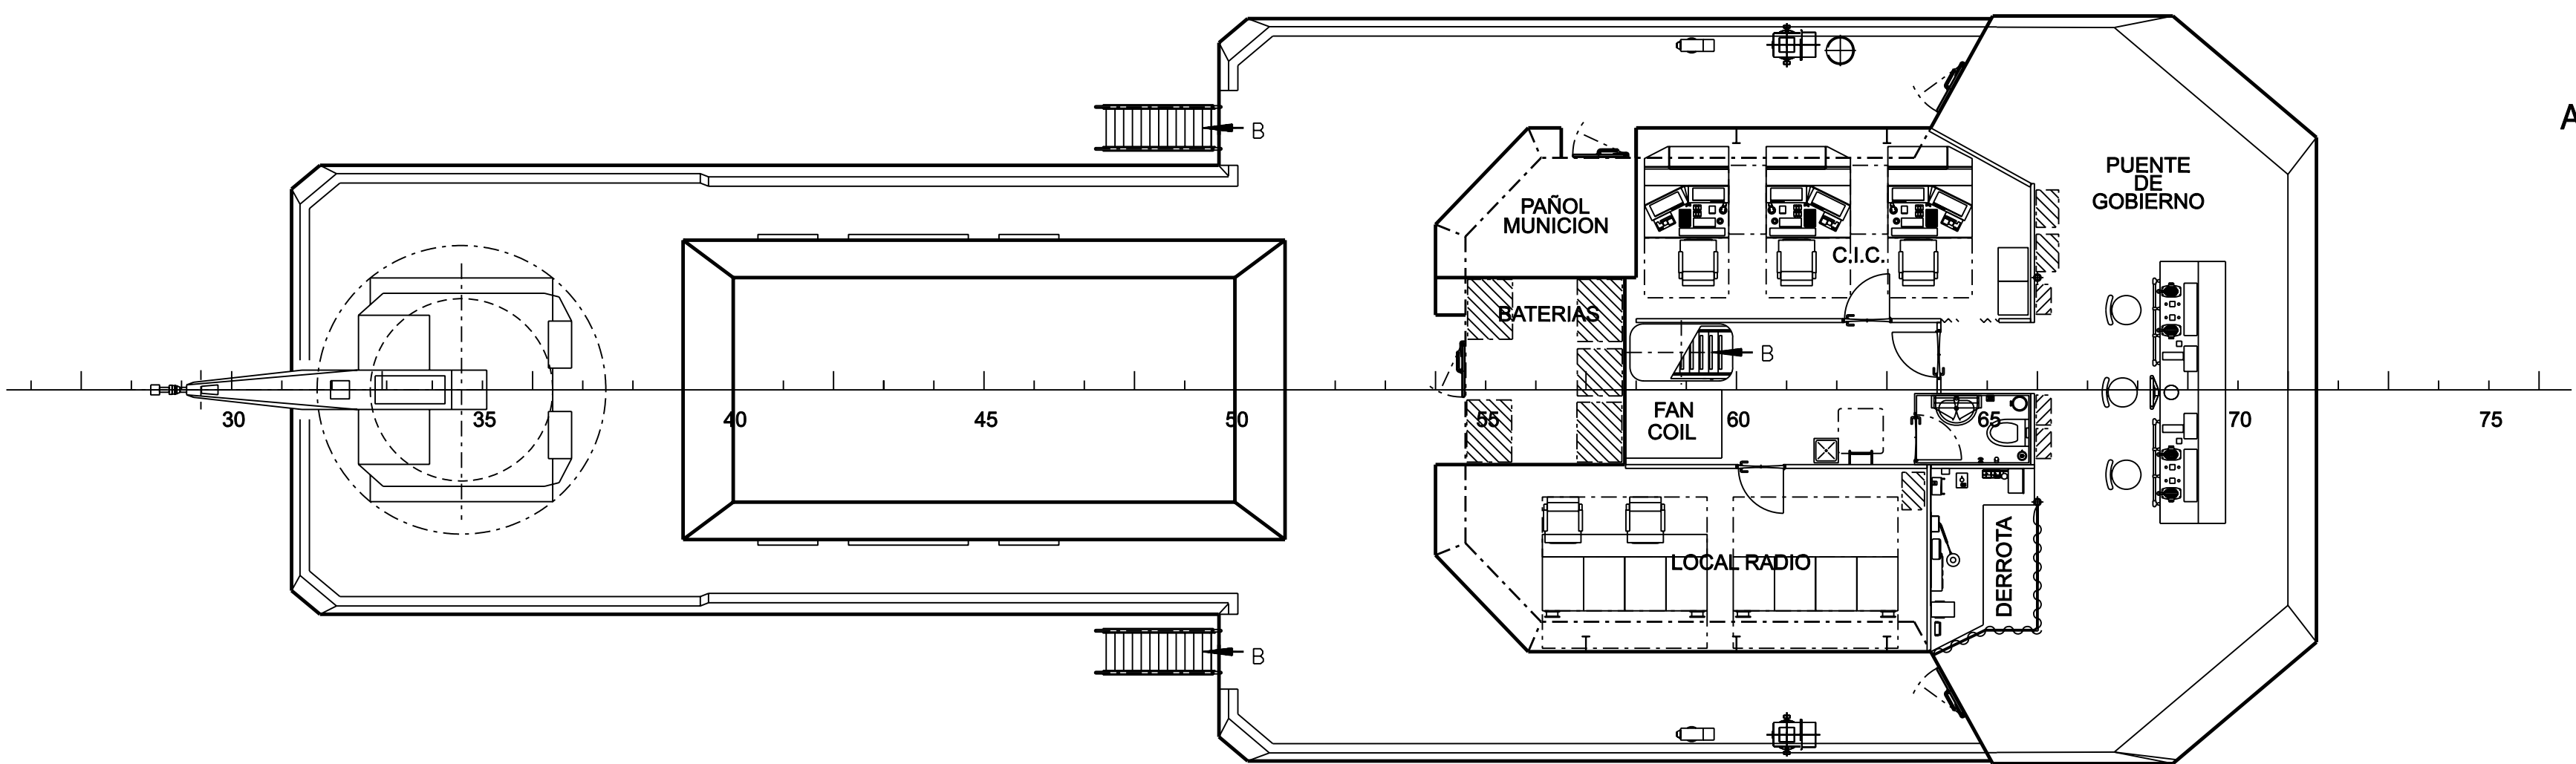 A
B
PUENTE
DE
GOBIERNO
PAÑOL
MUNICION
C.I.C.
BATERIAS
B
30
35
40
45
50
55
60
65
70
75
FAN
COIL
LOCAL RADIO
DERROTA
B